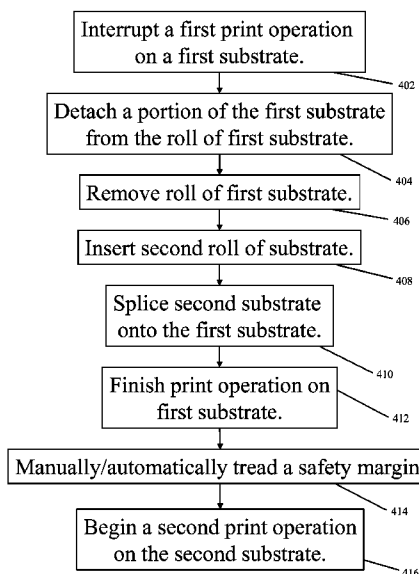 Interrupt a first print operation
on a first substrate.
402
Detach a portion of the first substrate
from the roll of first substrate.
404
Remove roll of first substrate.
406
Insert second roll of substrate.
408
Splice second substrate
onto the first substrate.
410
Finish print operation on
first substrate.
412
Manually/automatically tread a safety margin
414
Begin a second print operation
on the second substrate.
416